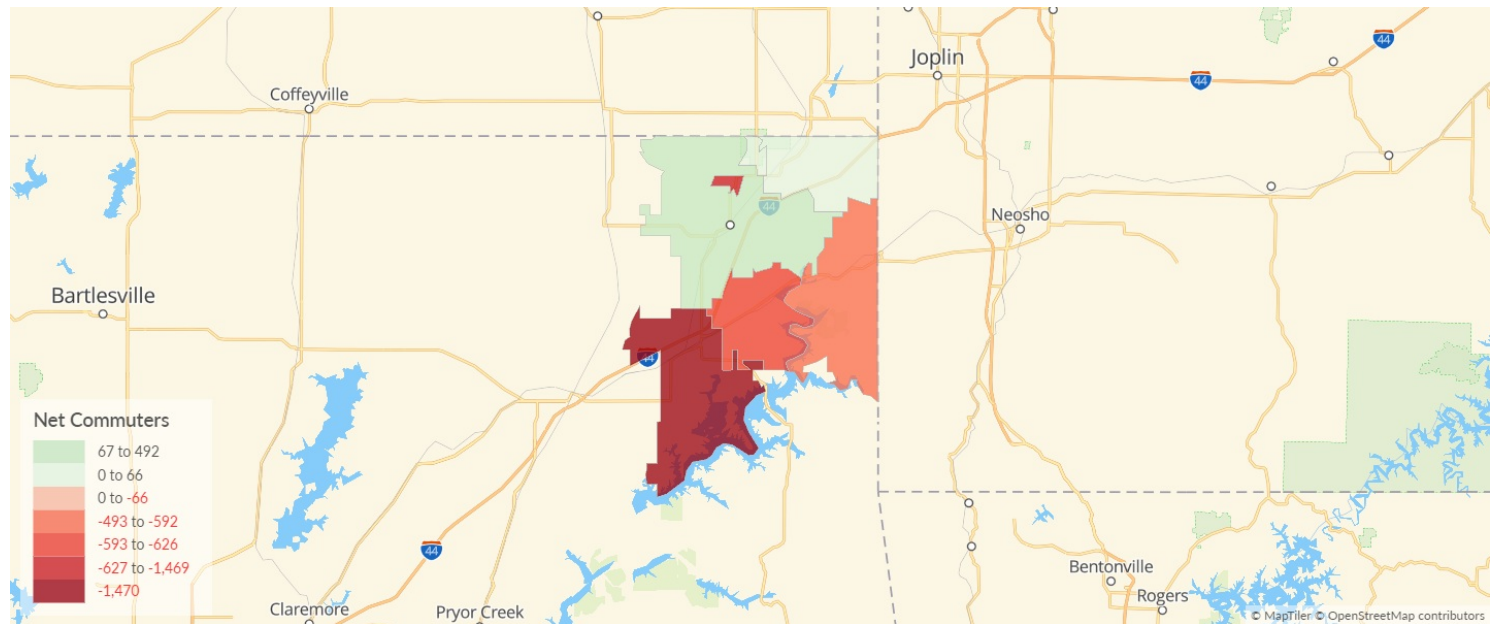 Joplin
44
44
Coffeyville
44
Neosho
Bartlesville
44
Net Commuters
67 to 492
0 to 66
0 to -66
-493 to -592
-593 to -626
-627 to -1,469
-1,470
44
Bentonville
Rogers
Claremore
Pryor Creek
© MapTiler © OpenStreetMap contributors